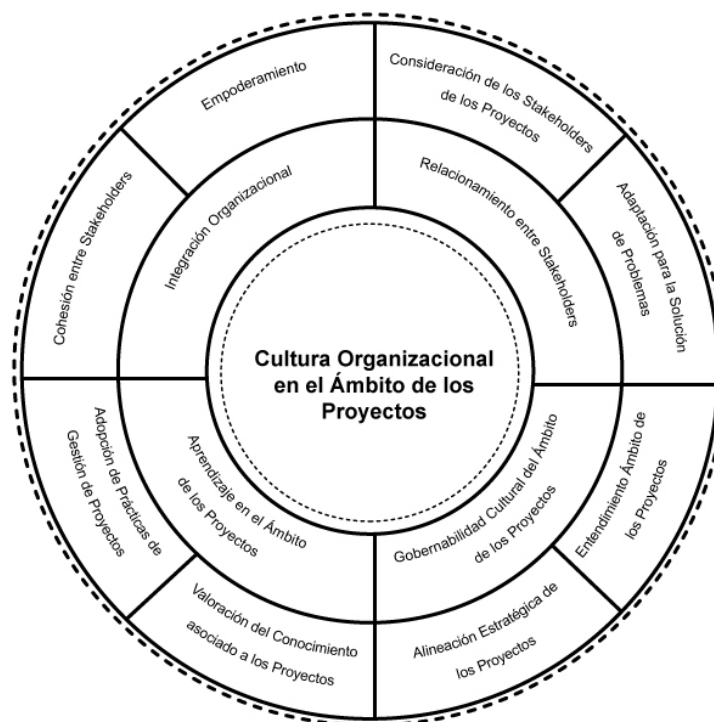 Empoderamiento
Consideración de los Stakeholders
de los Proyectos
Cohesión entre Stakeholders
Integración Organizacional
Relacionamiento entre Stakeholders
Adaptación para la Solución
de Problemas
Cultura Organizacional
en el Ámbito de los
Proyectos
Adopción de Prácticas de
Gestión de Proyectos
Aprendizaje en el Ámbito
de los Proyectos
Gobernabilidad Cultural del Ámbito
de los Proyectos
Entendimiento Ámbito de
los Proyectos
Valoración del Conocimiento
asociado a los Proyectos
Alineación Estratégica de
los Proyectos